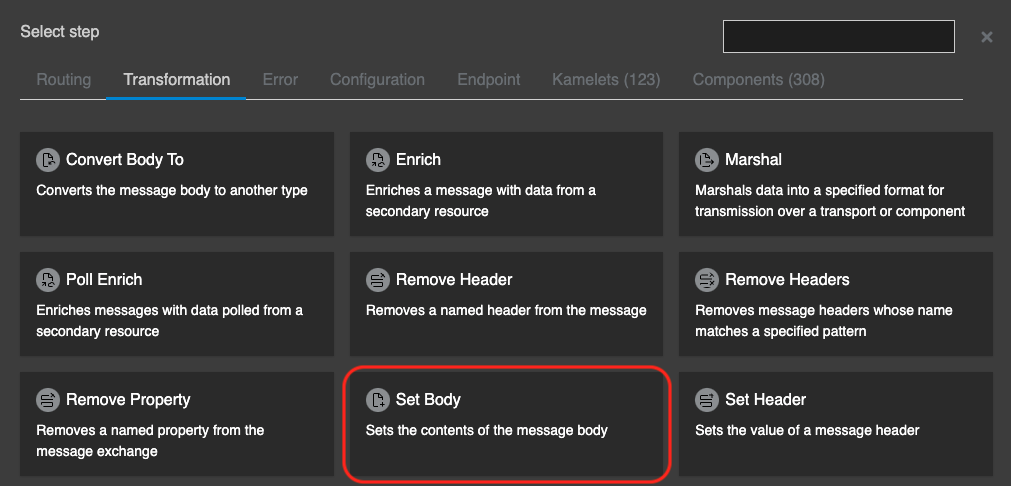 Select step
Routing Transformation Error Configuration Endpoint Kamelets (123) Components (308)
Convert Body To
Converts the message body to another type
Enrich
Enriches a message with data from a
secondary resource
Marshal
Marshals data into a specified format for
transmission over a transport or component
Poll Enrich
Enriches messages with data polled from a
secondary resource
Remove Header
Removes a named header from the message
Remove Headers
Removes message headers whose name
matches a specified pattern
Remove Property
Removes a named property from the
message exchange
Set Body
Sets the contents of the message body
Set Header
Sets the value of a message header